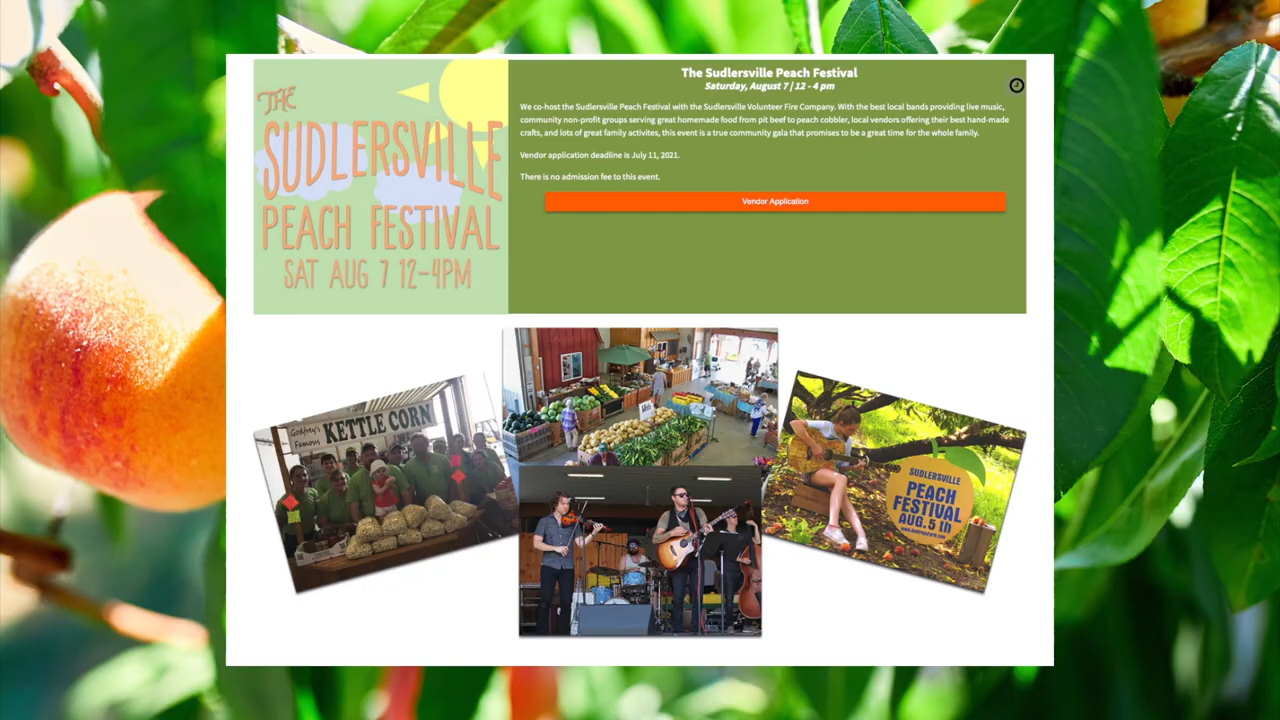 THE
SUDLERSVILLE
PEACH FESTIVAL
SAT AUG 7 12-4PM
The Sudlersville Peach Festival
Saturday, August 7 | 12 - 4 pm
We co-host the Sudlersville Peach Festival with the Sudlersville Volunteer Fire Company. With the best local bands providing live music,
community non-profit groups serving great homemade food from pit beef to peach cobbler, local vendors offering their best hand-made
crafts, and lots of great family activites, this event is a true community gala that promises to be a great time for the whole family.
Vendor application deadline is July 11, 2021.
There is no admission fee to this event.
Vendor Application
Godfrey's
Famous KETTLE CORN
SUDLERSVILLE
PEACH
FESTIVAL
AUG. 5 th